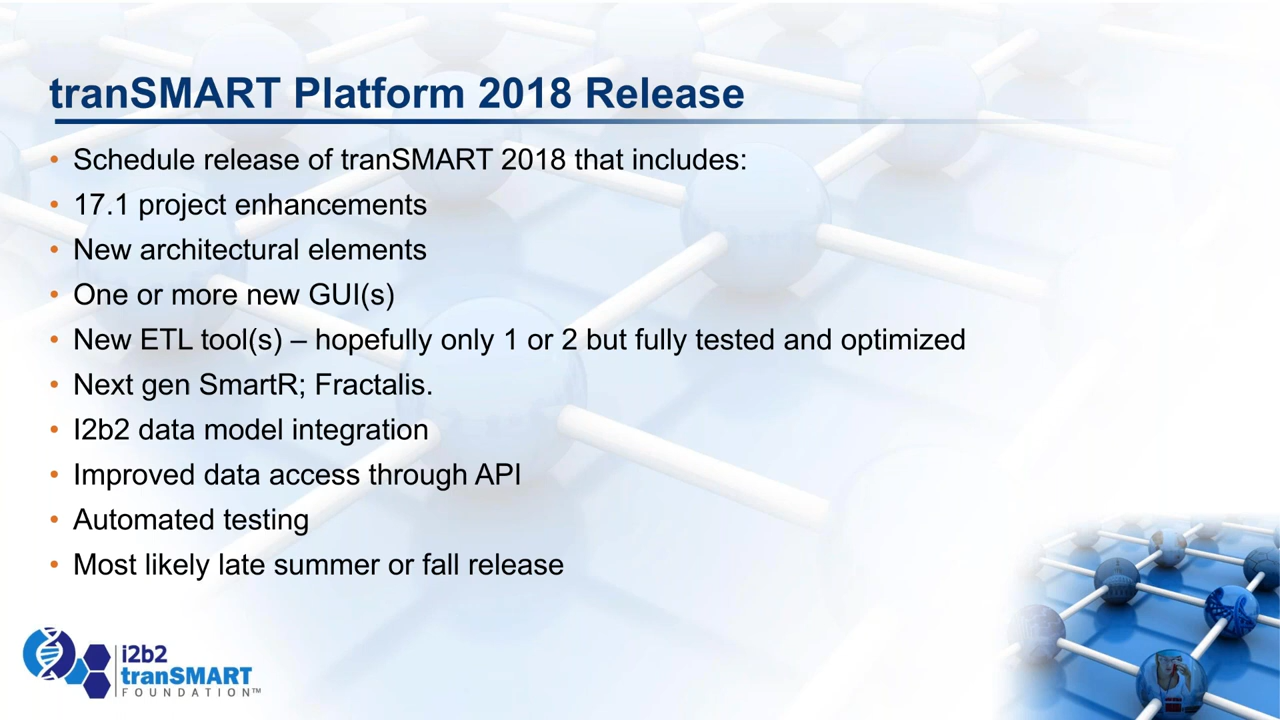 tranSMART Platform 2018 Release
• Schedule release of tranSMART 2018 that includes:
• 17.1 project enhancements
• New architectural elements
• One or more new GUI(s)
• New ETL tool(s) – hopefully only 1 or 2 but fully tested and optimized
• Next gen SmartR; Fractalis.
• I2b2 data model integration
• Improved data access through API
• Automated testing
• Most likely late summer or fall release
i2b2
tranSMART
FOUNDATION™